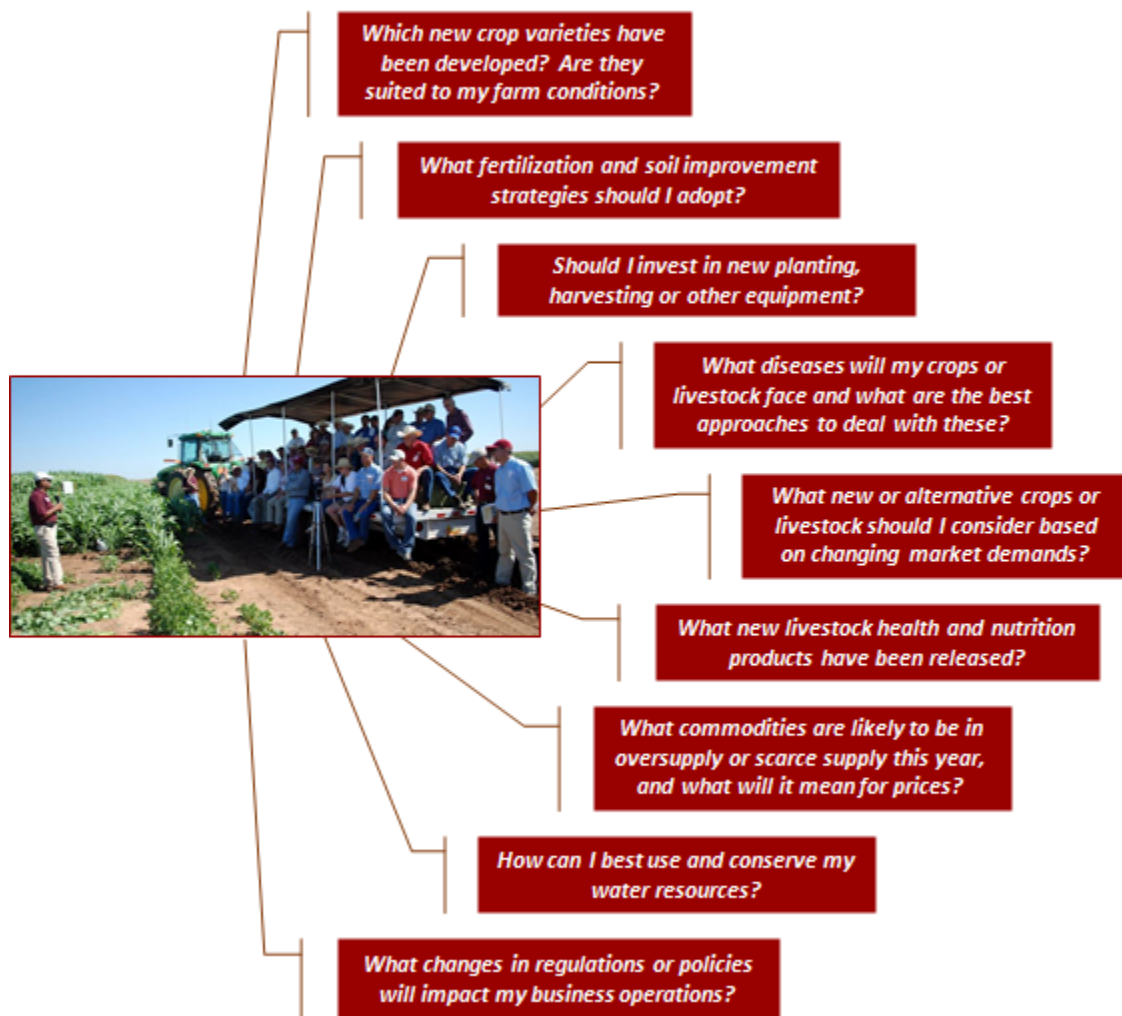 Which new crop varieties have
been developed? Are they
suited to my farm conditions?
What fertilization and soil improvement
strategies should I adopt?
Should I invest in new planting,
harvesting or other equipment?
What diseases will my crops or
livestock face and what are the best
approaches to deal with these?
What new or alternative crops or
livestock should I consider based
on changing market demands?
What new livestock health and nutrition
products have been released?
What commodities are likely to be in
oversupply or scarce supply this year,
and what will it mean for prices?
How can I best use and conserve my
water resources?
What changes in regulations or policies
will impact my business operations?